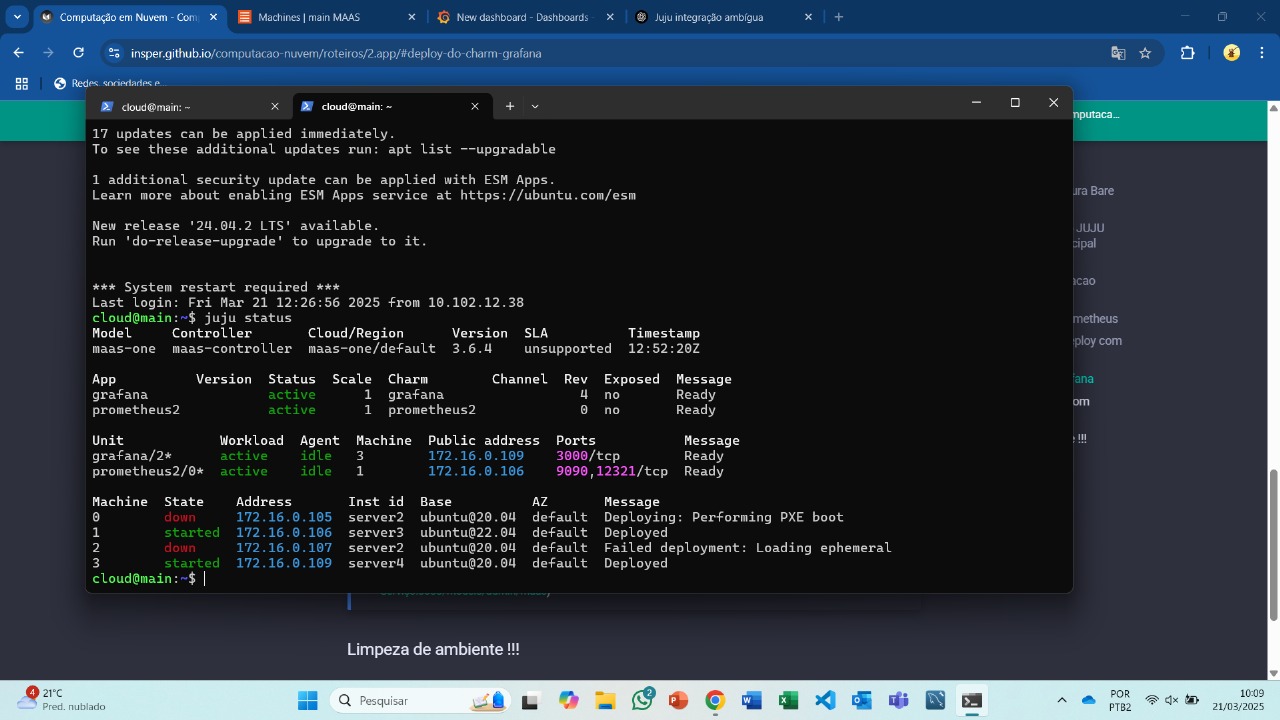 Computação em Nuvem - Com
Machines | main MAAS
New dashboard - Dashboards -
Juju integração ambígua
insper.github.io/computacao-nuvem/roteiros/2.app/#deploy-do-charm-grafana
Redes, sociedades e...
cloud@main: ~
cloud@main: ~
17 updates can be applied immediately.
To see these additional updates run: apt list --upgradable
1 additional security update can be applied with ESM Apps.
Learn more about enabling ESM Apps service at https://ubuntu.com/esm
New release '24.04.2 LTS' available.
Run 'do-release-upgrade' to upgrade to it.
*** System restart required ***
Last login: Fri Mar 21 12:26:56 2025 from 10.102.12.38
cloud@main:~$ juju status
Model Controller Cloud/Region Version SLA Timestamp
maas-one maas-controller maas-one/default 3.6.4 unsupported 12:52:20Z
App Version Status Scale Charm Channel Rev Exposed Message
grafana active 1 grafana 4 no Ready
prometheus2 active 1 prometheus2 0 no Ready
Unit Workload Agent Machine Public address Ports Message
grafana/2* active idle 3 172.16.0.109 3000/tcp Ready
prometheus2/0* active idle 1 172.16.0.106 9090,12321/tcp Ready
Machine State Address Inst id Base AZ Message
0 down 172.16.0.105 server2 ubuntu@20.04 default Deploying: Performing PXE boot
1 started 172.16.0.106 server3 ubuntu@22.04 default Deployed
2 down 172.16.0.107 server2 ubuntu@20.04 default Failed deployment: Loading ephemeral
3 started 172.16.0.109 server4 ubuntu@20.04 default Deployed
cloud@main:~$
mputaca...
ura Bare
JUJU
cipal
acao
metheus
eploy com
fana
om
e !!!
Limpeza de ambiente !!!
4
21°C
Pred. nublado
Pesquisar
2
POR
PTB2
10:09
21/03/2025